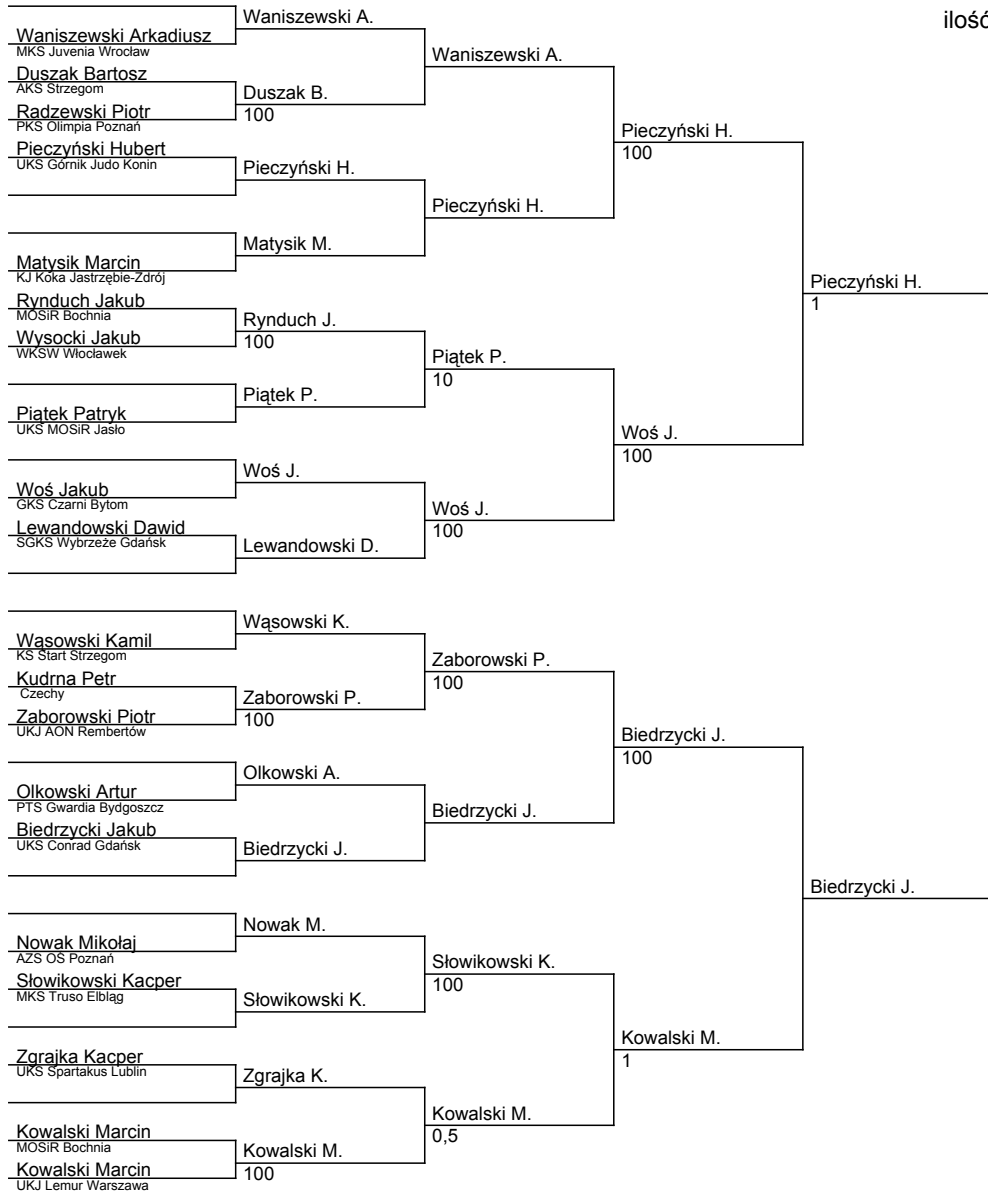 ilość
Waniszewski Arkadiusz
MKS Juvenia Wrocław
Duszak Bartosz
AKS Strzegom
Radzewski Piotr
PKS Olimpia Poznań
Pieczyński Hubert
UKS Górnik Judo Konin
Matysik Marcin
KJ Koka Jastrzębie-Zdrój
Rynduch Jakub
MOSiR Bochnia
Wysocki Jakub
WKSW Włocławek
Piątek Patryk
UKS MOSiR Jasło
Woś Jakub
GKS Czarni Bytom
Lewandowski Dawid
SGKS Wybrzeże Gdańsk
Wąsowski Kamil
KS Start Strzegom
Kudrna Petr
Czechy
Zaborowski Piotr
UKJ AON Rembertów
Olkowski Artur
PTS Gwardia Bydgoszcz
Biedrzycki Jakub
UKS Conrad Gdańsk
Nowak Mikołaj
AZS OŚ Poznań
Słowikowski Kacper
MKS Truso Elbląg
Zgrajka Kacper
UKS Spartakus Lublin
Kowalski Marcin
MOSiR Bochnia
Kowalski Marcin
UKJ Lemur Warszawa
Waniszewski A.
Duszak B.
100
Pieczyński H.
Matysik M.
Rynduch J.
100
Piątek P.
Woś J.
Lewandowski D.
Wąsowski K.
Zaborowski P.
100
Olkowski A.
Biedrzycki J.
Nowak M.
Słowikowski K.
Zgrajka K.
Kowalski M.
100
Waniszewski A.
Pieczyński H.
Piątek P.
10
Woś J.
100
Zaborowski P.
100
Biedrzycki J.
Słowikowski K.
100
Kowalski M.
0,5
Pieczyński H.
100
Woś J.
100
Biedrzycki J.
100
Kowalski M.
1
Pieczyński H.
1
Biedrzycki J.